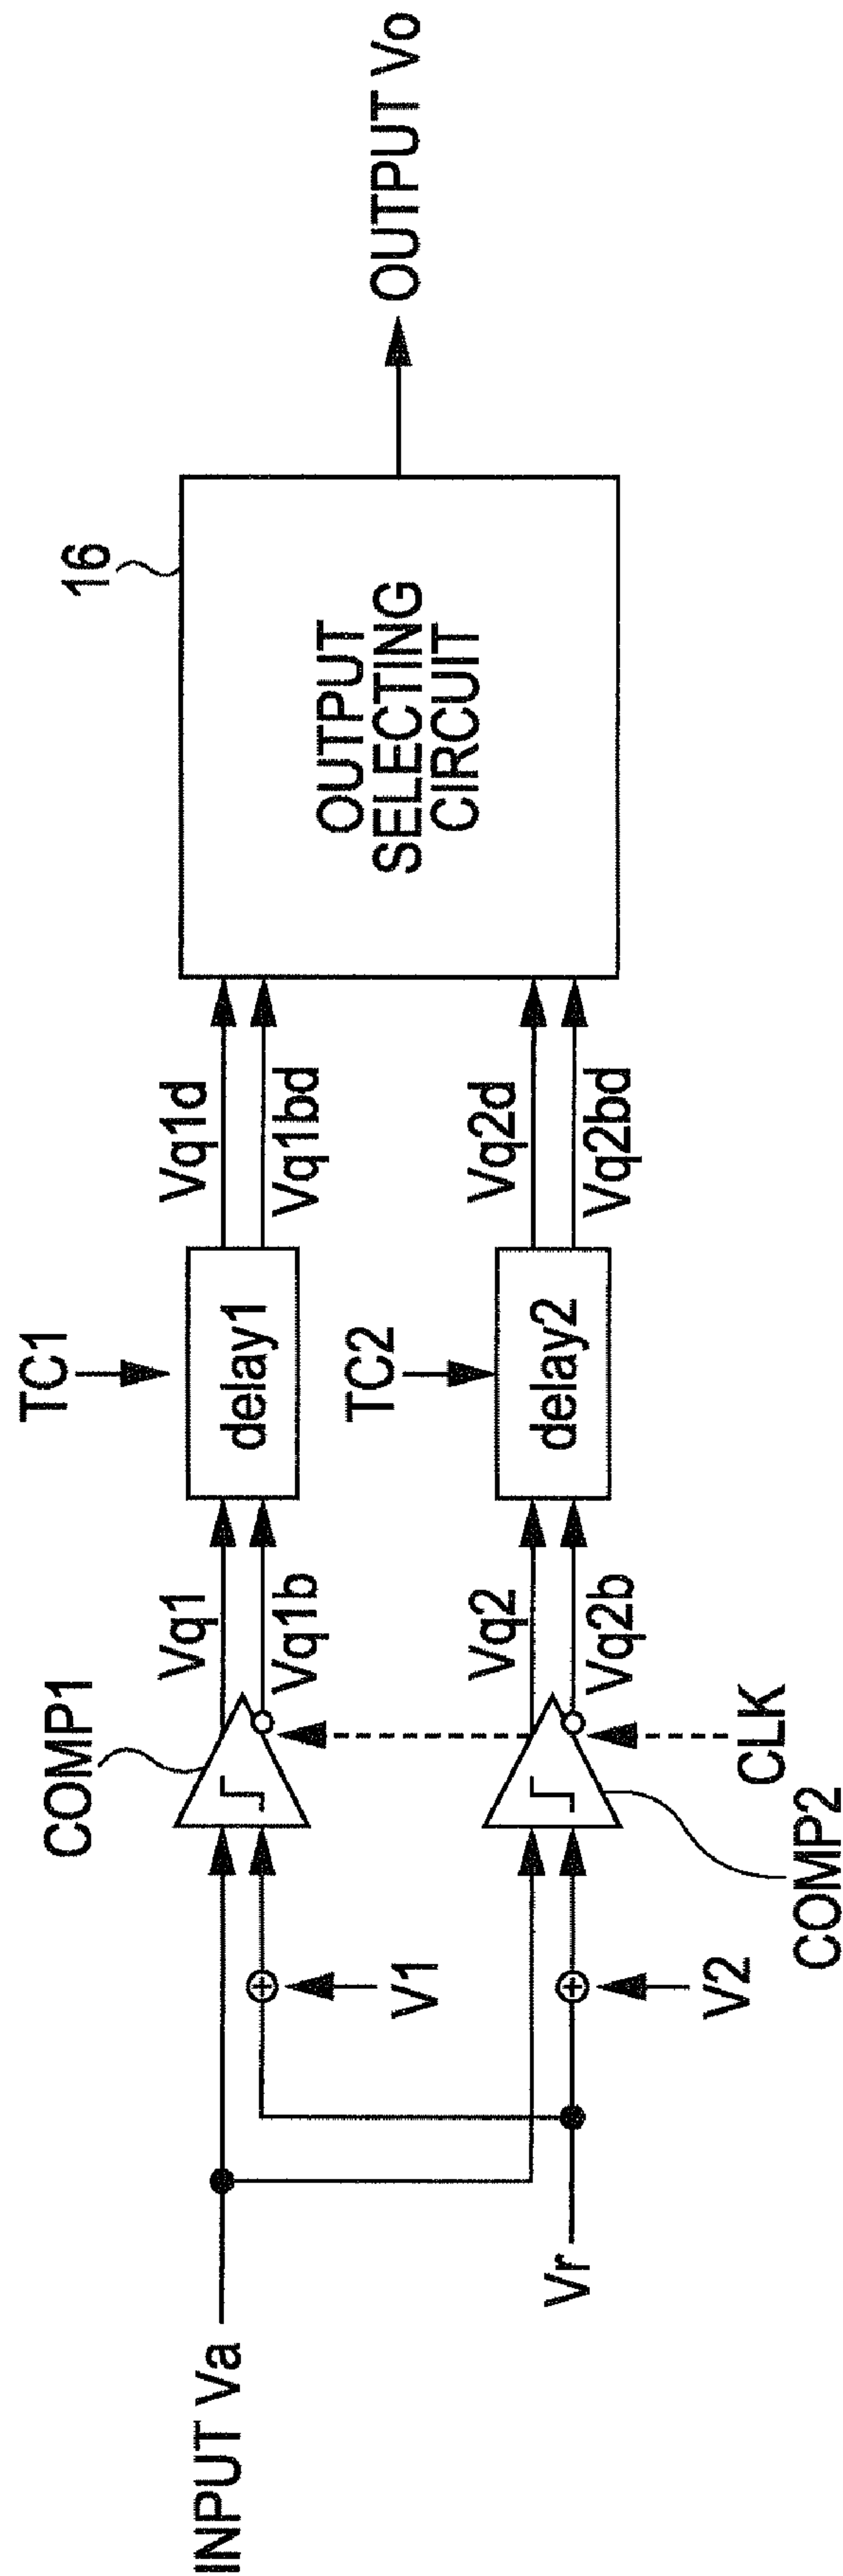 INPUT Va
Vr
V1
V2
COMP1
COMP2
CLK
Vq1
Vq1b
Vq2
Vq2b
TC1
delay1
TC2
delay2
Vq1d
Vq1bd
Vq2d
Vq2bd
16
OUTPUT
SELECTING
CIRCUIT
OUTPUT Vo